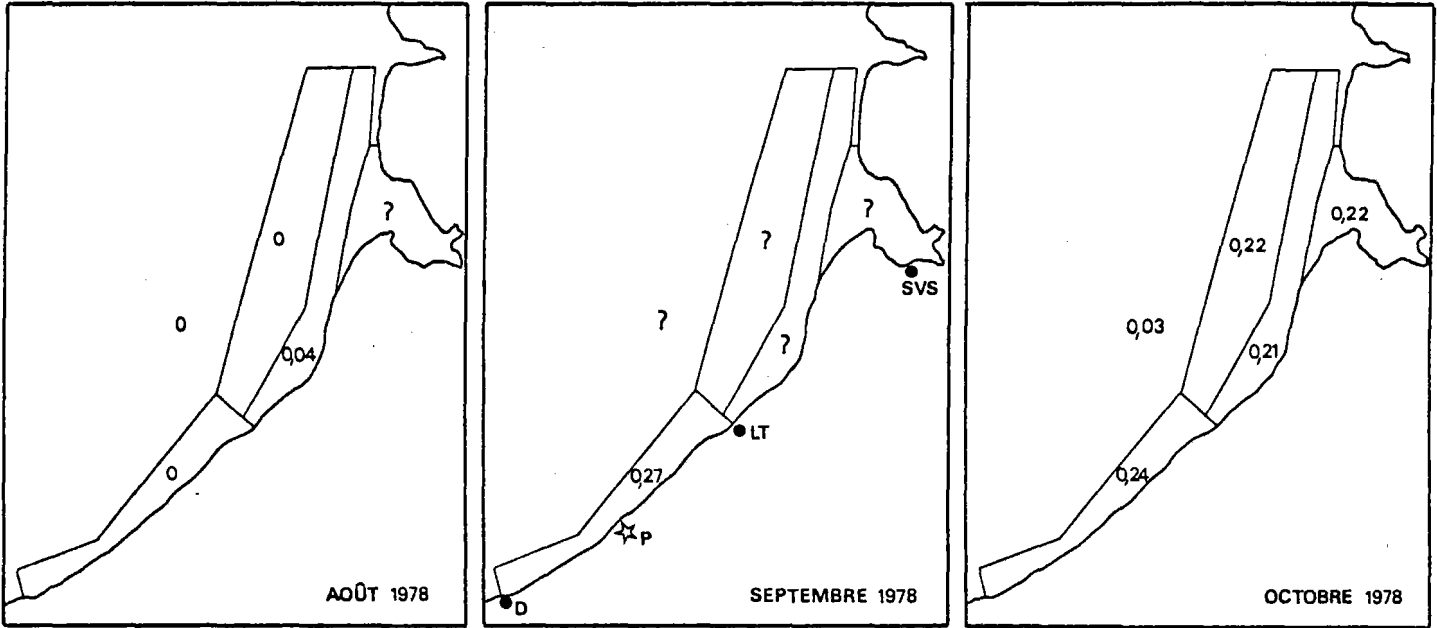 ?
0
0
0,04
0
AOÛT 1978
?
?
SVS
?
?
LT
0,27
P
SEPTEMBRE 1978
D
0,22
0,22
0,03
0,21
0,24
OCTOBRE 1978